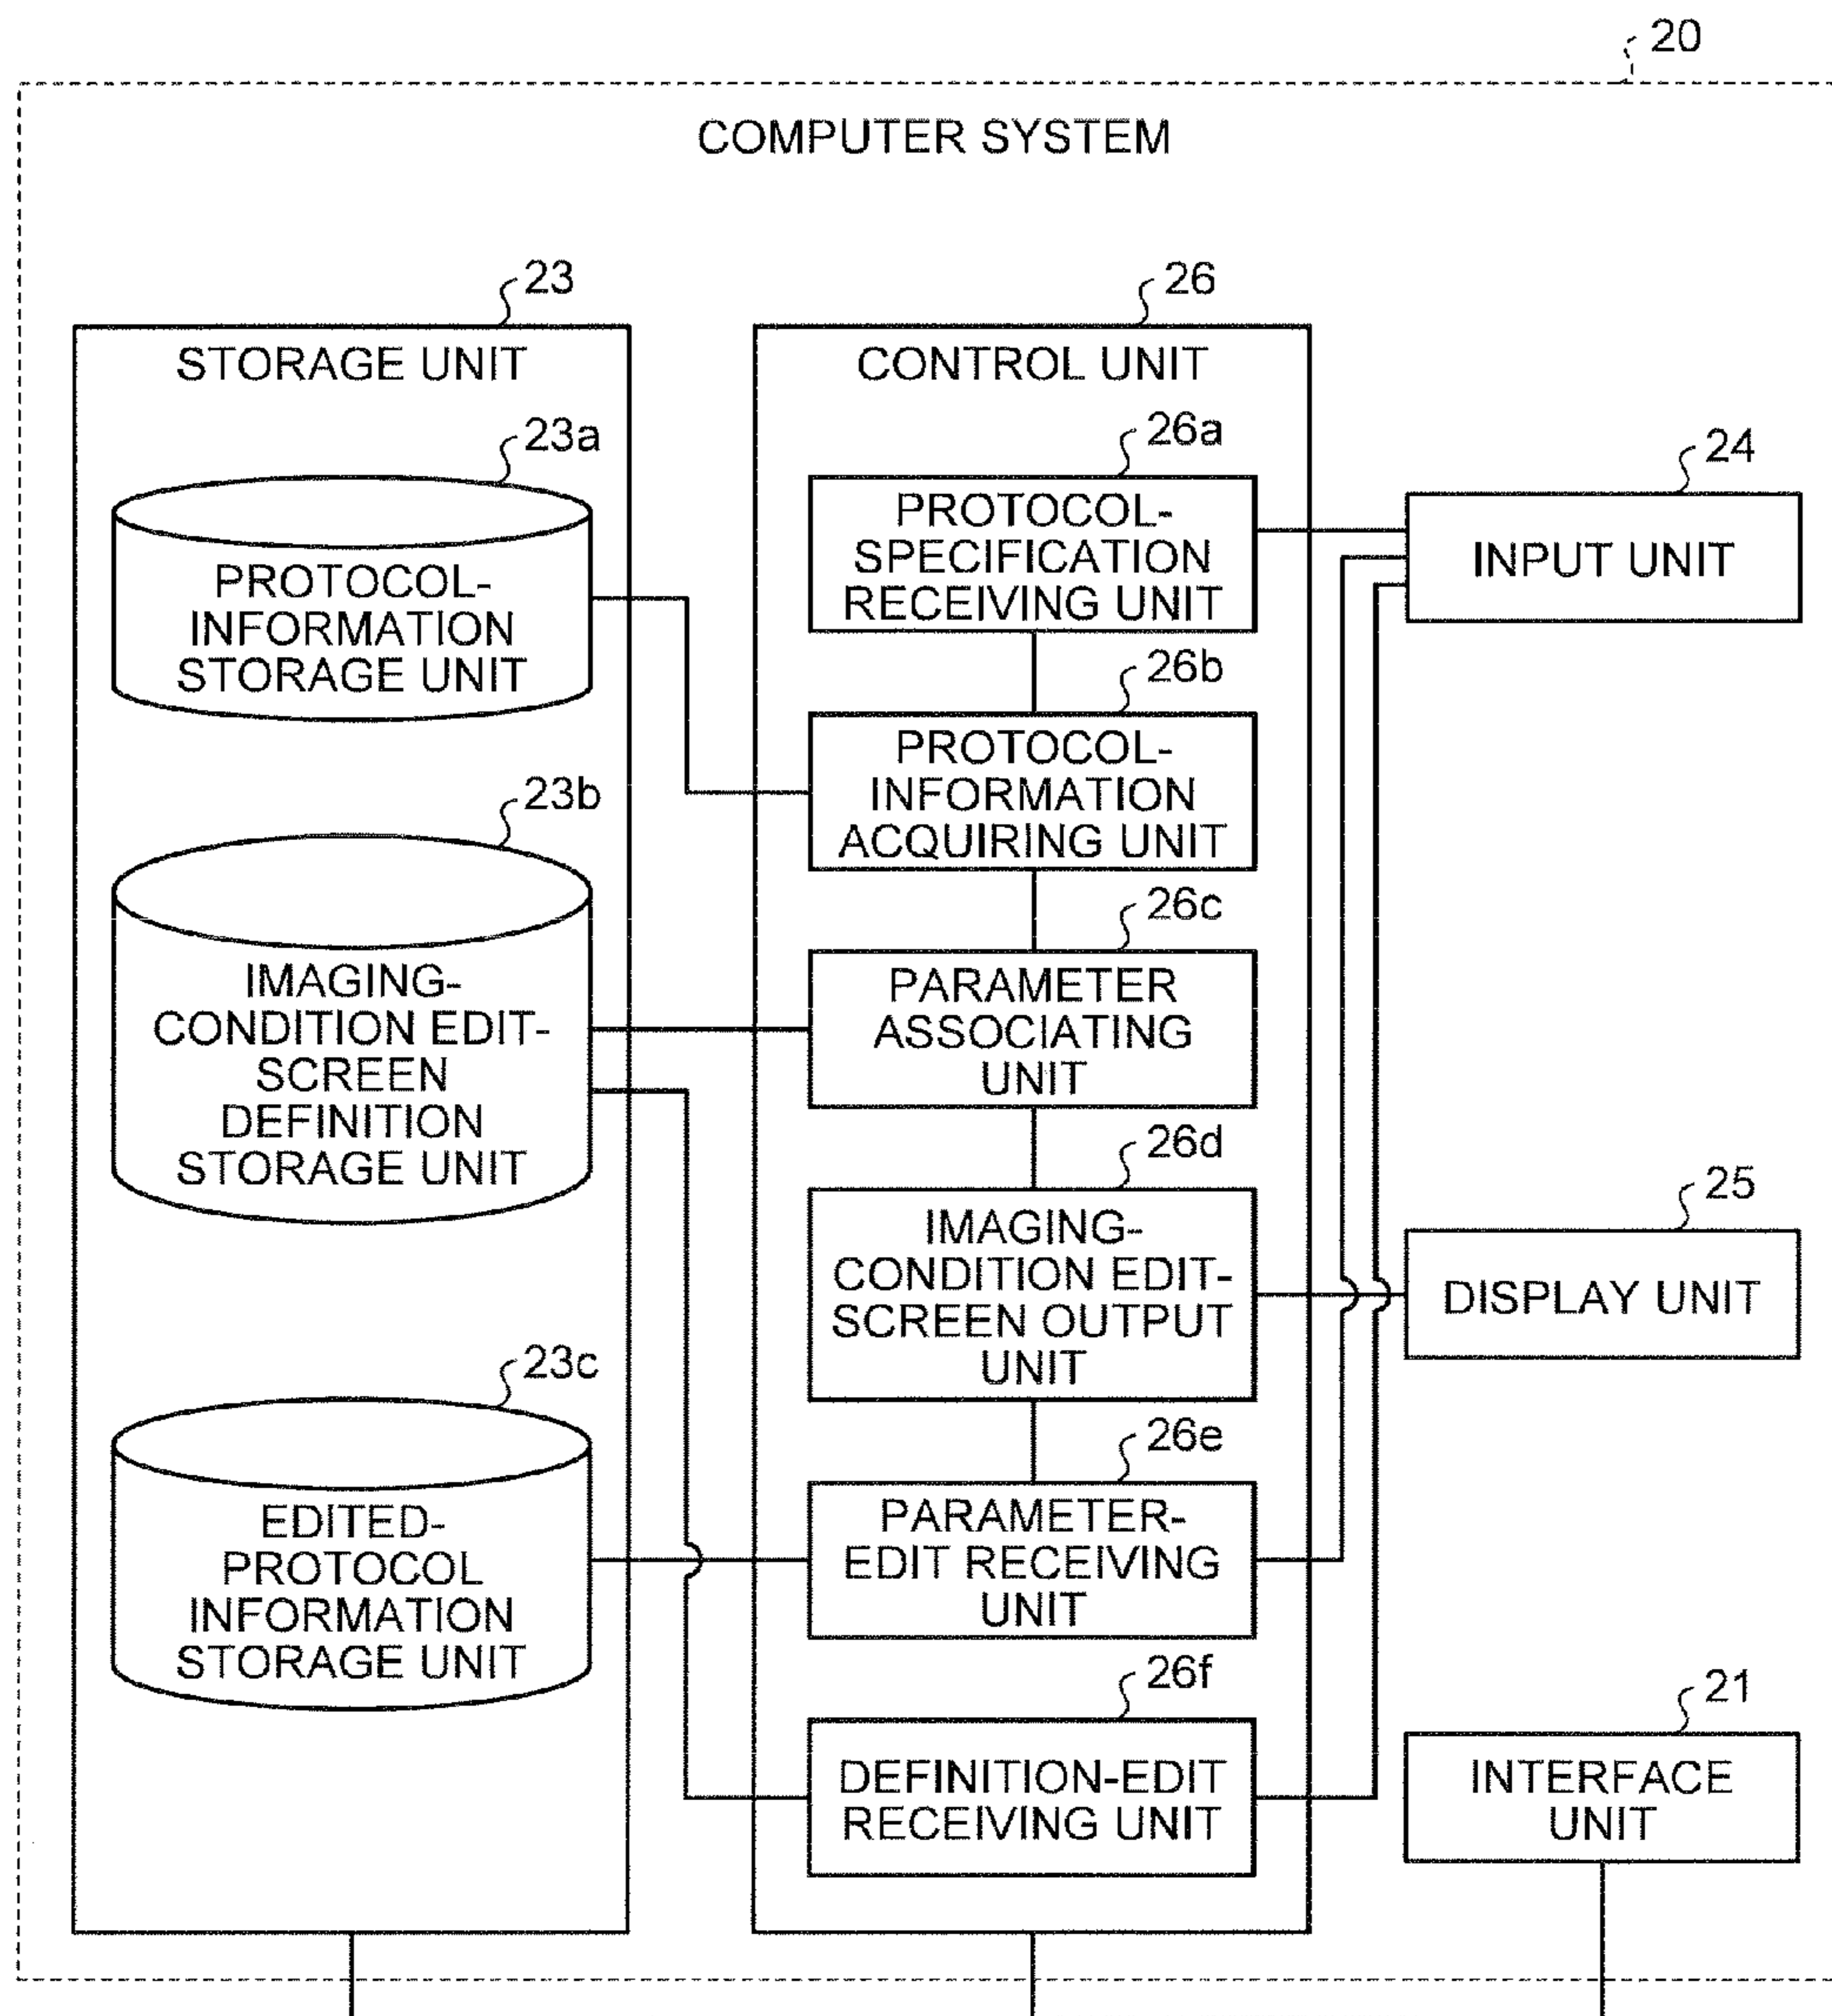 20
COMPUTER SYSTEM
23
STORAGE UNIT
23a
PROTOCOL-
INFORMATION
STORAGE UNIT
23b
IMAGING-
CONDITION EDIT-
SCREEN
DEFINITION
STORAGE UNIT
23c
EDITED-
PROTOCOL
INFORMATION
STORAGE UNIT
26
CONTROL UNIT
26a
PROTOCOL-
SPECIFICATION
RECEIVING UNIT
26b
PROTOCOL-
INFORMATION
ACQUIRING UNIT
26c
PARAMETER
ASSOCIATING
UNIT
26d
IMAGING-
CONDITION EDIT-
SCREEN OUTPUT
UNIT
26e
PARAMETER-
EDIT RECEIVING
UNIT
26f
DEFINITION-EDIT
RECEIVING UNIT
24
INPUT UNIT
25
DISPLAY UNIT
21
INTERFACE
UNIT